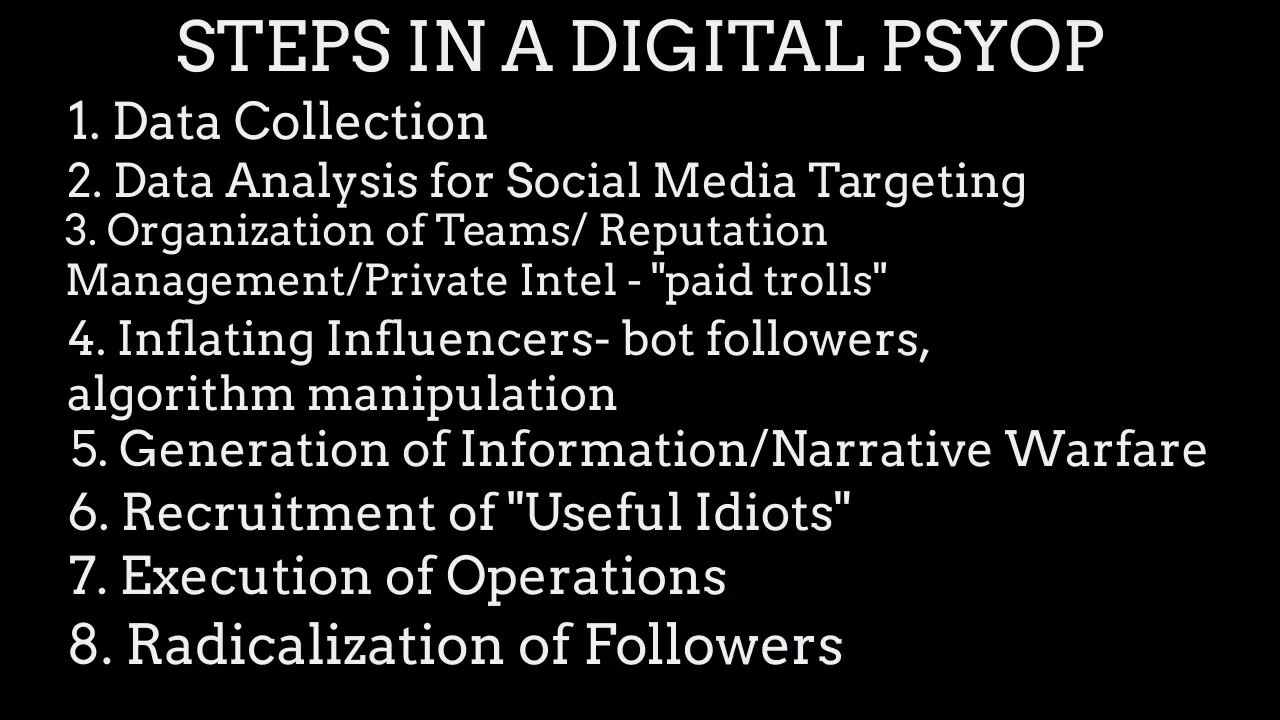 STEPS IN A DIGITAL PSYOP
1. Data Collection
2. Data Analysis for Social Media Targeting
3. Organization of Teams/ Reputation
Management/Private Intel - "paid trolls"
4. Inflating Influencers- bot followers,
algorithm manipulation
5. Generation of Information/Narrative Warfare
6. Recruitment of "Useful Idiots"
7. Execution of Operations
8. Radicalization of Followers